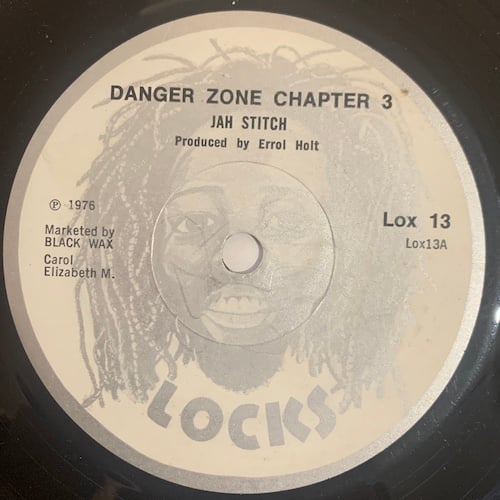 DANGER ZONE CHAPTER 3
JAH STITCH
Produced by Errol Holt
℗ 1976
Lox 13
Lox13A
Marketed by
BLACK WAX
Carol
Elizabeth M.
LOCKS